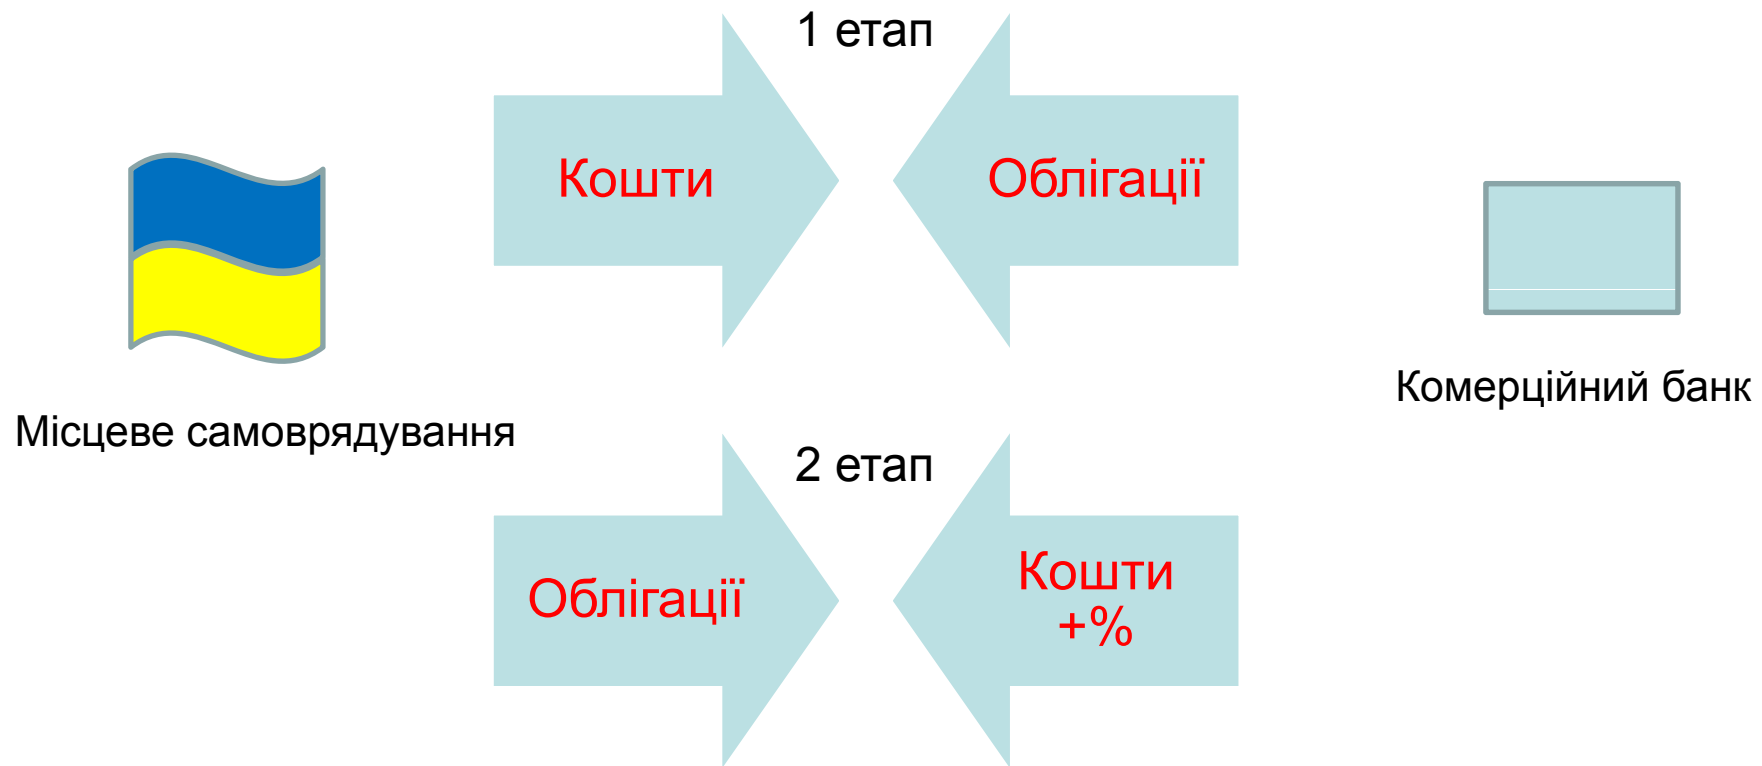 1 етап
Кошти
Облігації
Місцеве самоврядування
Комерційний банк
2 етап
Облігації
Кошти
+%